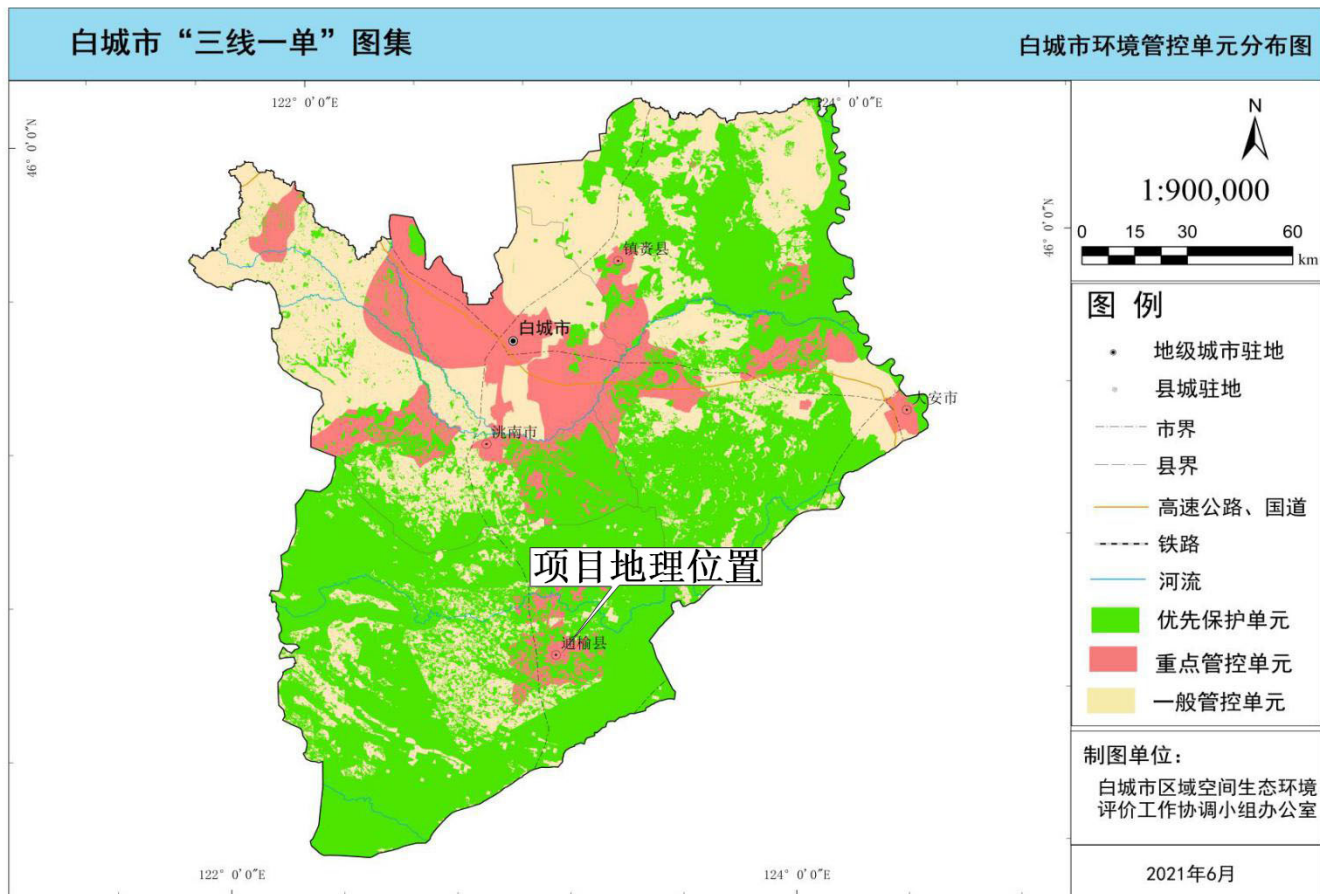 白城市“三线一单”图集
白城市环境管控单元分布图
122° 0′0″E
124° 0′0″E
46° 0′0″N
46° 0′0″N
N
1:900,000
0 15 30 60
km
镇赉县
白城市
大安市
洮南市
项目地理位置
通榆县
图 例
地级城市驻地
县城驻地
市界
县界
高速公路、国道
铁路
河流
优先保护单元
重点管控单元
一般管控单元
制图单位：
白城市区域空间生态环境
评价工作协调小组办公室
2021年6月
122° 0′0″E
124° 0′0″E